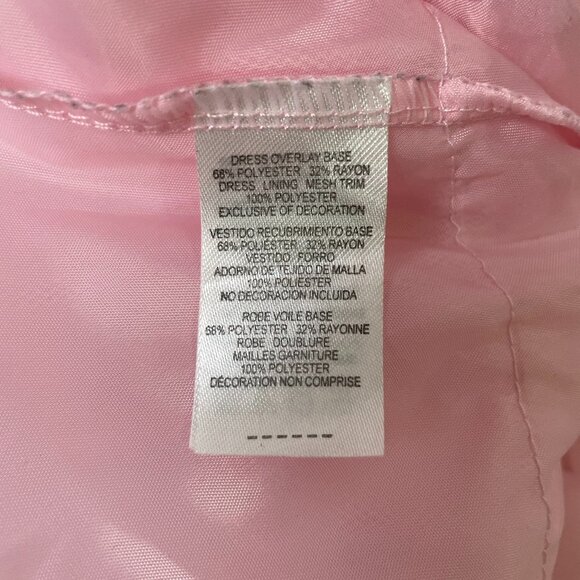 DRESS OVERLAY BASE
68% POLYESTER 32% RAYON
DRESS LINING MESH TRIM
100% POLYESTER
EXCLUSIVE OF DECORATION
VESTIDO RECUBRIMIENTO BASE
68% POLIESTER 32% RAYON
VESTIDO FORRO
ADORNO DE TEJIDO DE MALLA
100% POLIESTER
NO DECORACION INCLUIDA
ROBE VOILE BASE
68% POLYESTER 32% RAYONNE
ROBE DOUBLURE
MAILLES GARNITURE
100% POLYESTER
DÉCORATION NON COMPRISE